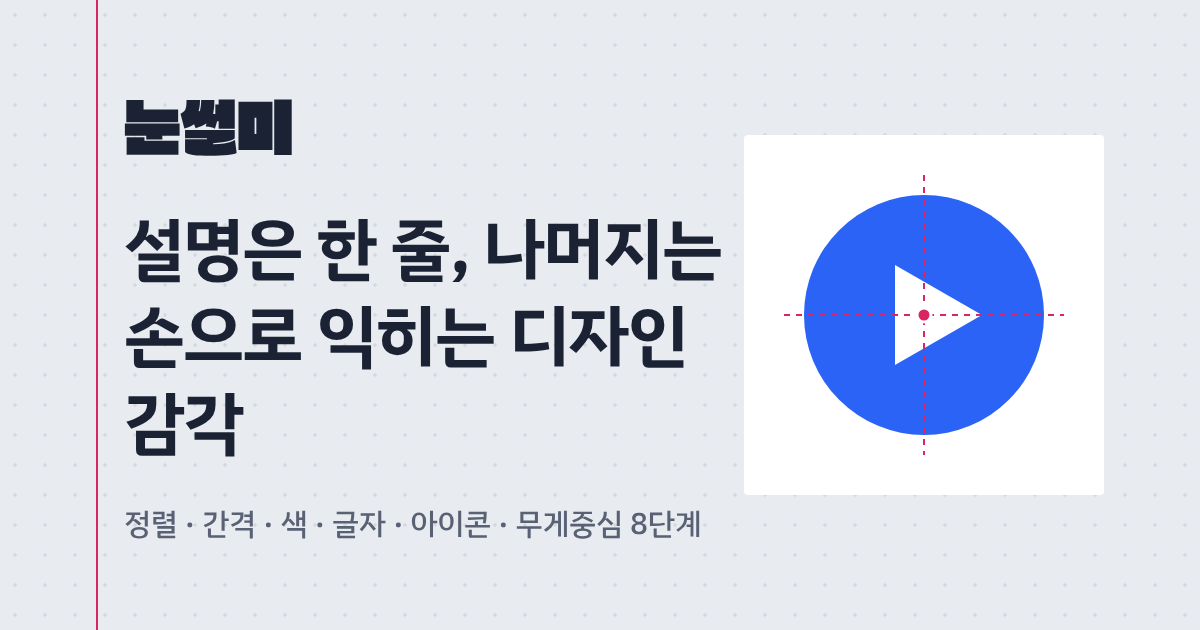 눈썰미
설명은 한 줄, 나머지는
손으로 익히는 디자인
감각
정렬 · 간격 · 색 · 글자 · 아이콘 · 무게중심 8단계